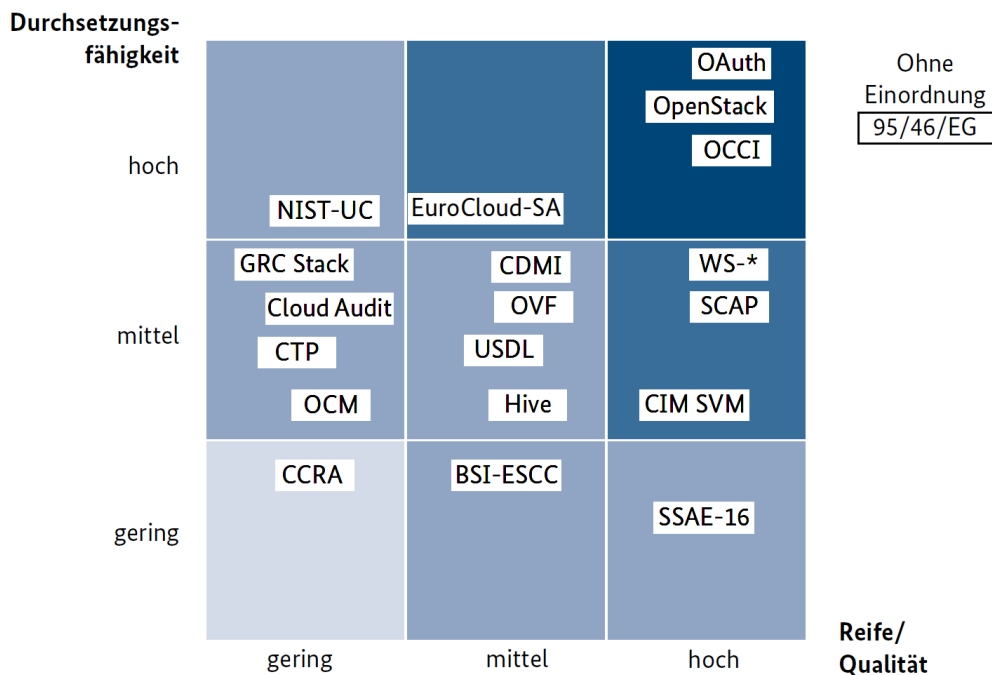 Durchsetzungs-
fähigkeit
Ohne
Einordnung
95/46/EG
hoch
OAuth
OpenStack
OCCI
NIST-UC
EuroCloud-SA
mittel
GRC Stack
Cloud Audit
CTP
OCM
CDMI
OVF
USDL
Hive
WS-*
SCAP
CIM SVM
gering
CCRA
BSI-ESCC
SSAE-16
gering
mittel
hoch
Reife/
Qualität